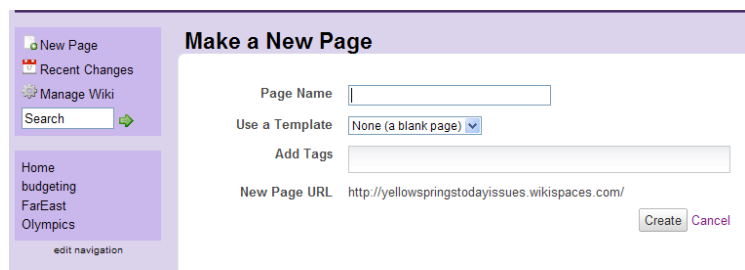 New Page
Recent Changes
Manage Wiki
Search
Home
budgeting
FarEast
Olympics
edit navigation
Make a New Page
Page Name
Use a Template None (a blank page)
Add Tags
New Page URL http://yellowspringstodayissues.wikispaces.com/
Create Cancel